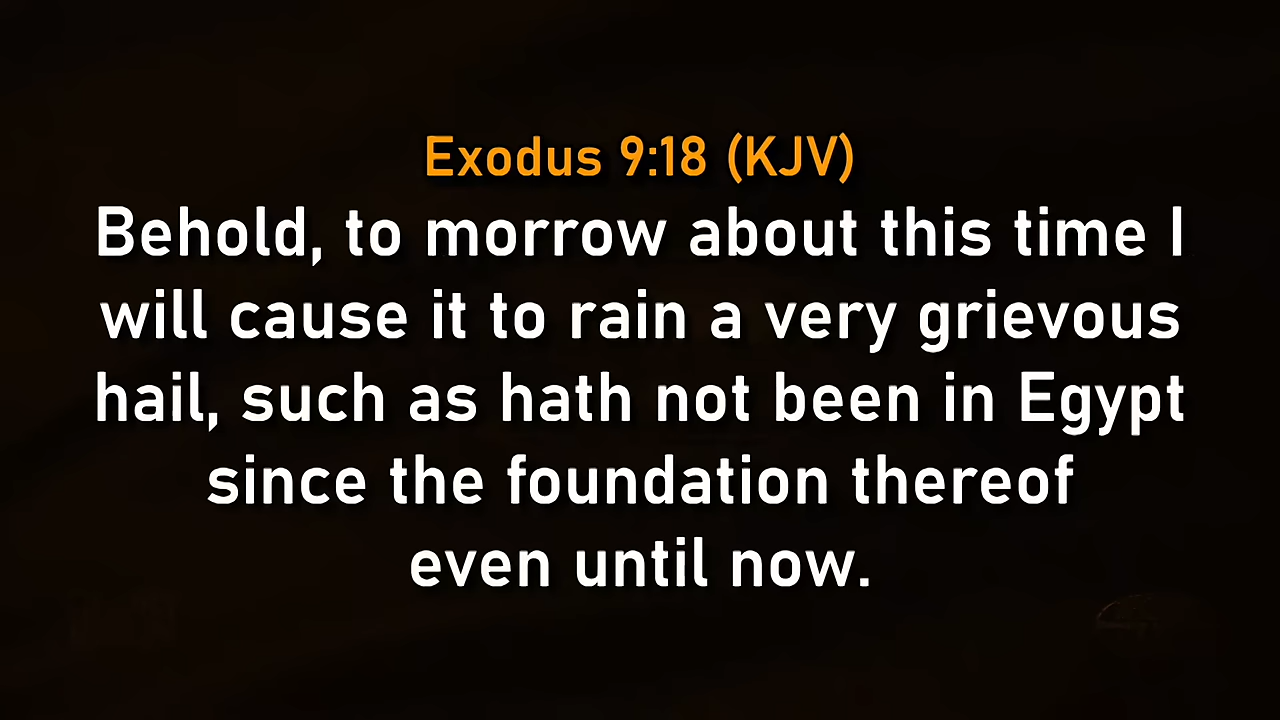 Exodus 9:18 (KJV)
Behold, to morrow about this time I
will cause it to rain a very grievous
hail, such as hath not been in Egypt
since the foundation thereof
even until now.